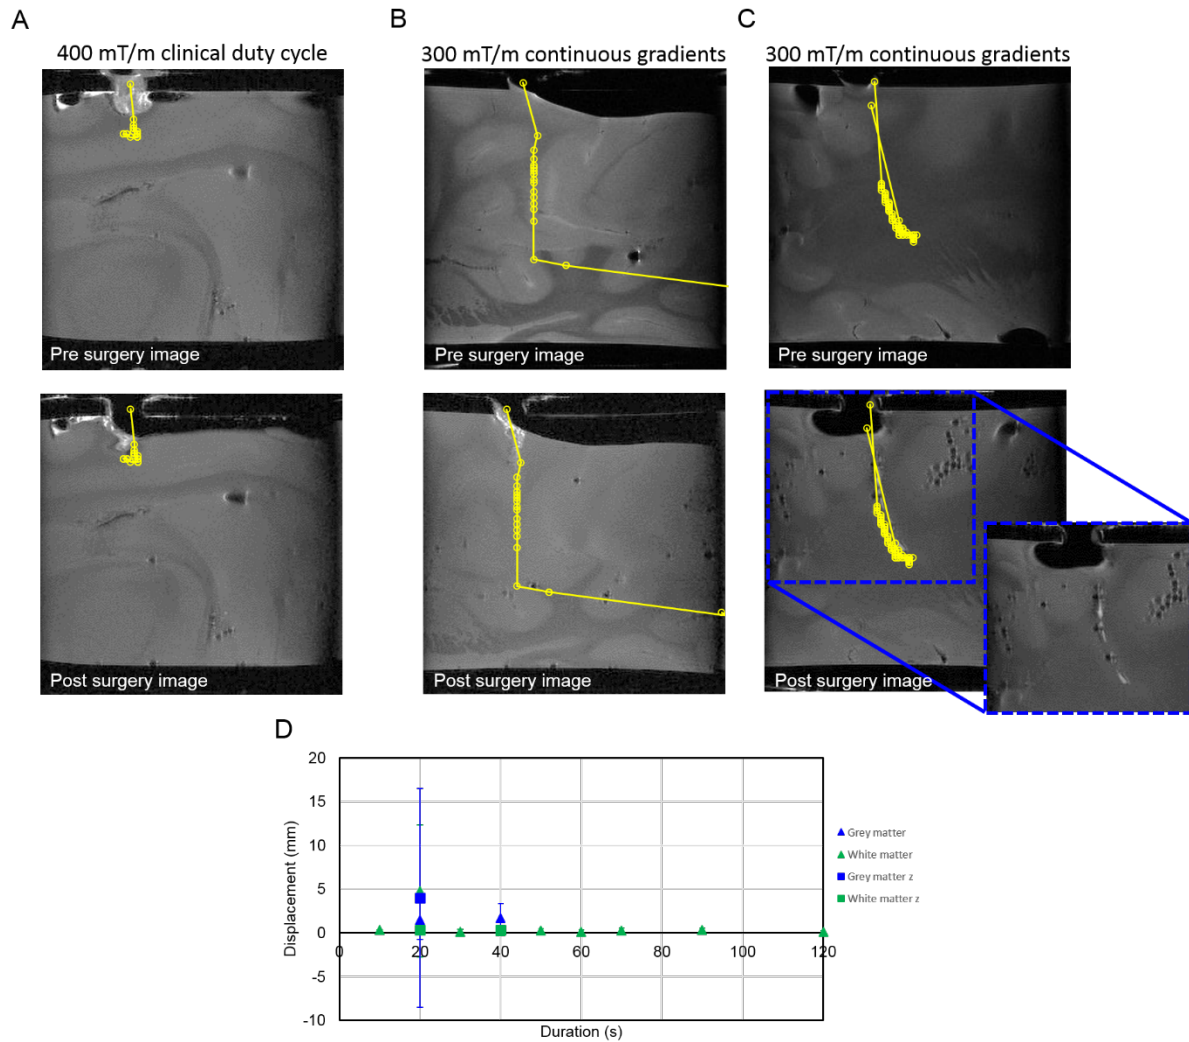 A
B
C
400 mT/m clinical duty cycle
300 mT/m continuous gradients
300 mT/m continuous gradients
Pre surgery image
Pre surgery image
Pre surgery image
Post surgery image
Post surgery image
Post surgery image
D
20
15
10
5
0
-5
-10
0
20
40
60
80
100
120
Displacement (mm)
Duration (s)
Grey matter
White matter
Grey matter z
White matter z